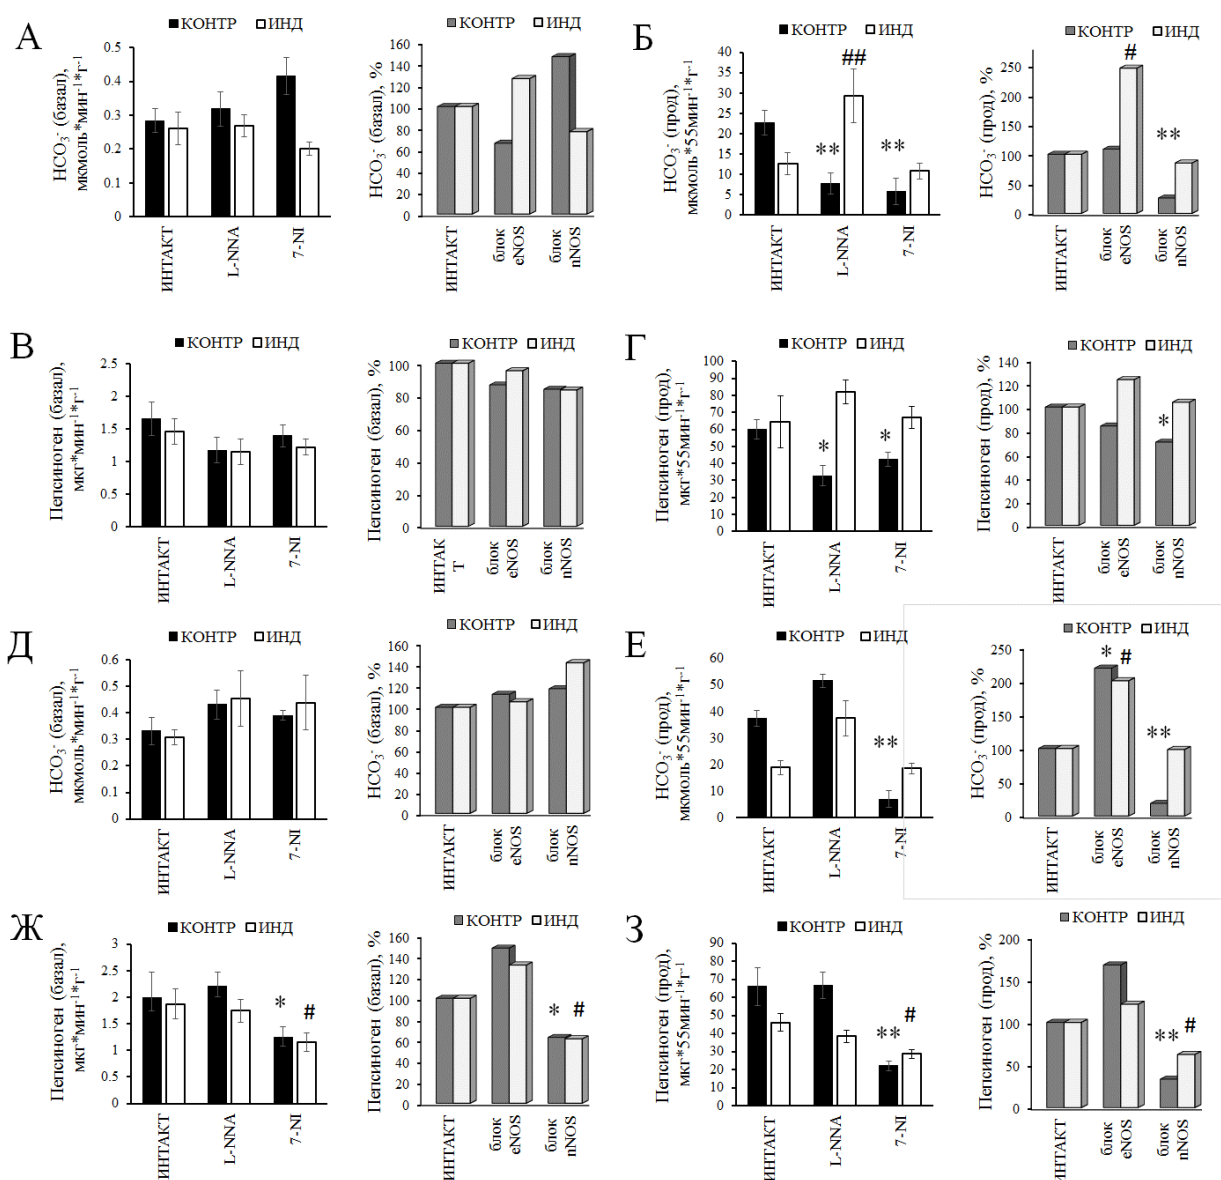 А
КОНТР ИНД
HCO3- (базал),
мкмоль*мин-1*г-1
0.5
0.4
0.3
0.2
0.1
0
ИНТАКТ
L-NNA
7-NI
HCO3- (базал), %
160
140
120
100
80
60
40
20
0
КОНТР ИНД
ИНТАКТ
блок
eNOS
блок
nNOS
Б
КОНТР ИНД
HCO3- (прод),
мкмоль*55мин-1*г-1
40
35
30
25
20
15
10
5
0
**
##
**
ИНТАКТ
L-NNA
7-NI
HCO3- (прод), %
250
200
150
100
50
0
КОНТР ИНД
#
**
ИНТАКТ
блок
eNOS
блок
nNOS
В
КОНТР ИНД
Пепсиноген (базал),
мкг*мин-1*г-1
2.5
2
1.5
1
0.5
0
ИНТАКТ
L-NNA
7-NI
Пепсиноген (базал), %
100
80
60
40
20
0
КОНТР ИНД
ИНТАК
Т
блок
eNOS
блок
nNOS
Г
КОНТР ИНД
Пепсиноген (прод),
мкг*55мин-1*г-1
100
90
80
70
60
50
40
30
20
10
0
*
*
ИНТАКТ
L-NNA
7-NI
Пепсиноген (прод), %
140
120
100
80
60
40
20
0
КОНТР ИНД
*
ИНТАКТ
блок
eNOS
блок
nNOS
Д
КОНТР ИНД
HCO3- (базал),
мкмоль*мин-1*г-1
0.6
0.5
0.4
0.3
0.2
0.1
0
ИНТАКТ
L-NNA
7-NI
HCO3- (базал), %
160
140
120
100
80
60
40
20
0
КОНТР ИНД
ИНТАКТ
блок
eNOS
блок
nNOS
Е
КОНТР ИНД
HCO3- (прод),
мкмоль*55мин-1*г-1
60
50
40
30
20
10
0
**
ИНТАКТ
L-NNA
7-NI
HCO3- (прод), %
250
200
150
100
50
0
КОНТР ИНД
* #
**
ИНТАКТ
блок
eNOS
блок
nNOS
Ж
КОНТР ИНД
Пепсиноген (базал),
мкг*мин-1*г-1
3
2.5
2
1.5
1
0.5
0
*
#
ИНТАКТ
L-NNA
7-NI
Пепсиноген (базал), %
160
140
120
100
80
60
40
20
0
КОНТР ИНД
* #
ИНТАКТ
блок
eNOS
блок
nNOS
З
КОНТР ИНД
Пепсиноген (прод),
мкг*55мин-1*г-1
90
80
70
60
50
40
30
20
10
0
**
#
ИНТАКТ
L-NNA
7-NI
Пепсиноген (прод), %
200
150
100
50
0
КОНТР ИНД
**
#
ИНТАКТ
блок
eNOS
блок
nNOS